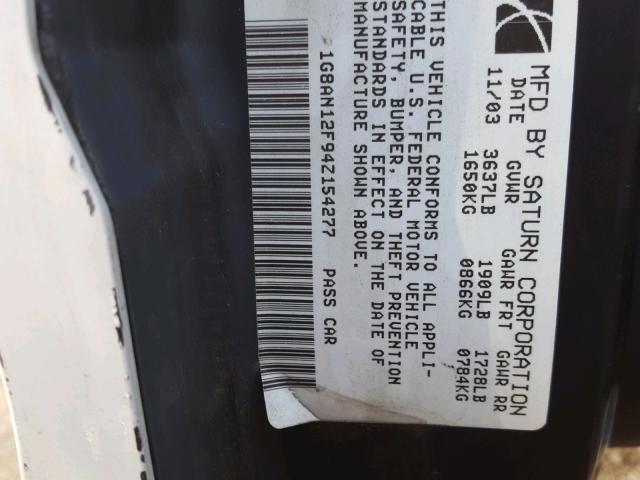 MFD BY SATURN CORPORATION
DATE GVWR GAWR FRT GAWR RR
11/03 3637LB 1909LB 1728LB
1650KG 0866KG 0784KG
THIS VEHICLE CONFORMS TO ALL APPLI-
CABLE U.S. FEDERAL MOTOR VEHICLE
SAFETY, BUMPER, AND THEFT PREVENTION
STANDARDS IN EFFECT ON THE DATE OF
MANUFACTURE SHOWN ABOVE.
1G8AN12F94Z154277 PASS CAR